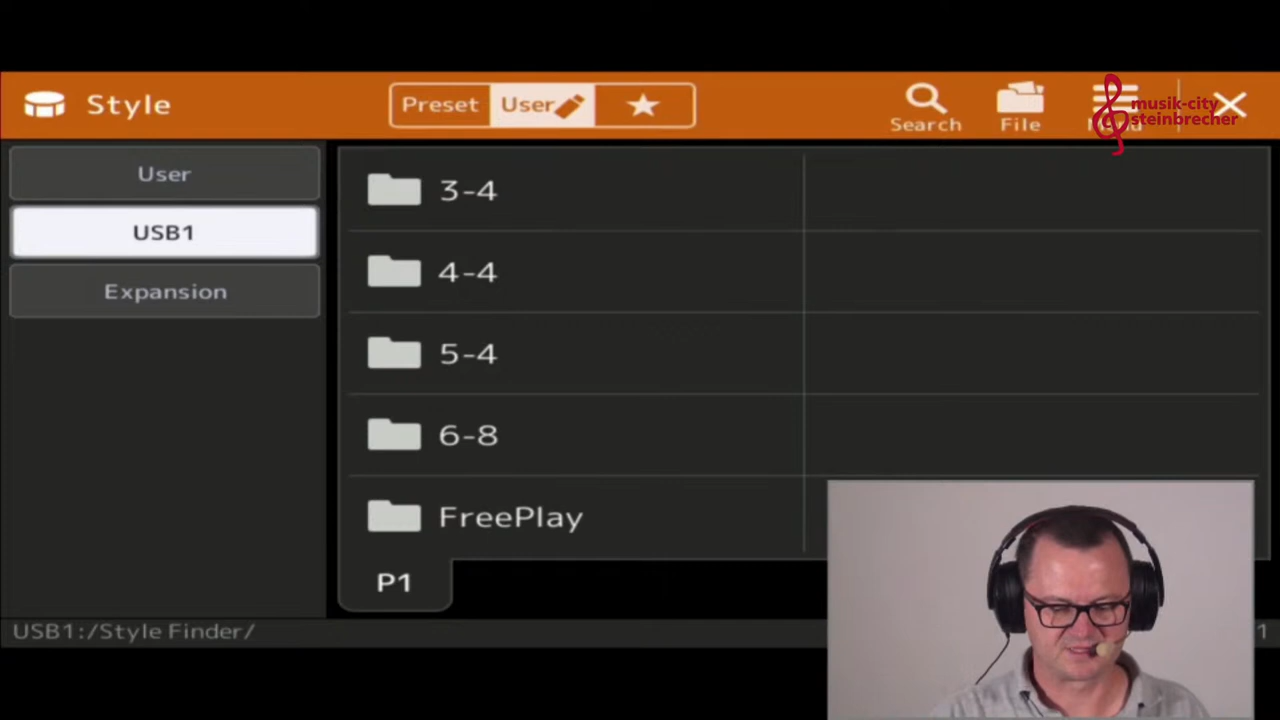 Style
Preset
User
Search
File
musik-city
steinbrecher
User
USB1
Expansion
3-4
4-4
5-4
6-8
FreePlay
P1
USB1:/Style Finder/
1